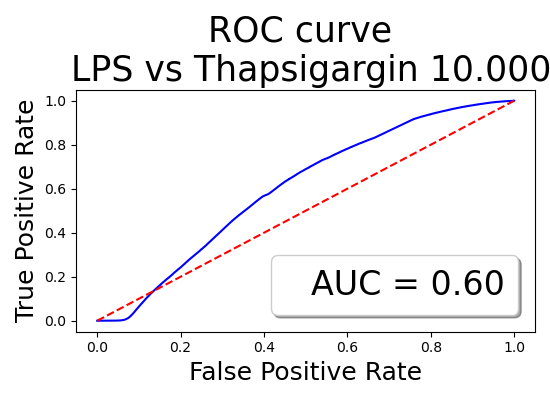 ROC curve
LPS vs Thapsigargin 10.000
True Positive Rate
1.0
0.8
0.6
0.4
0.2
0.0
AUC = 0.60
0.0 0.2 0.4 0.6 0.8 1.0
False Positive Rate